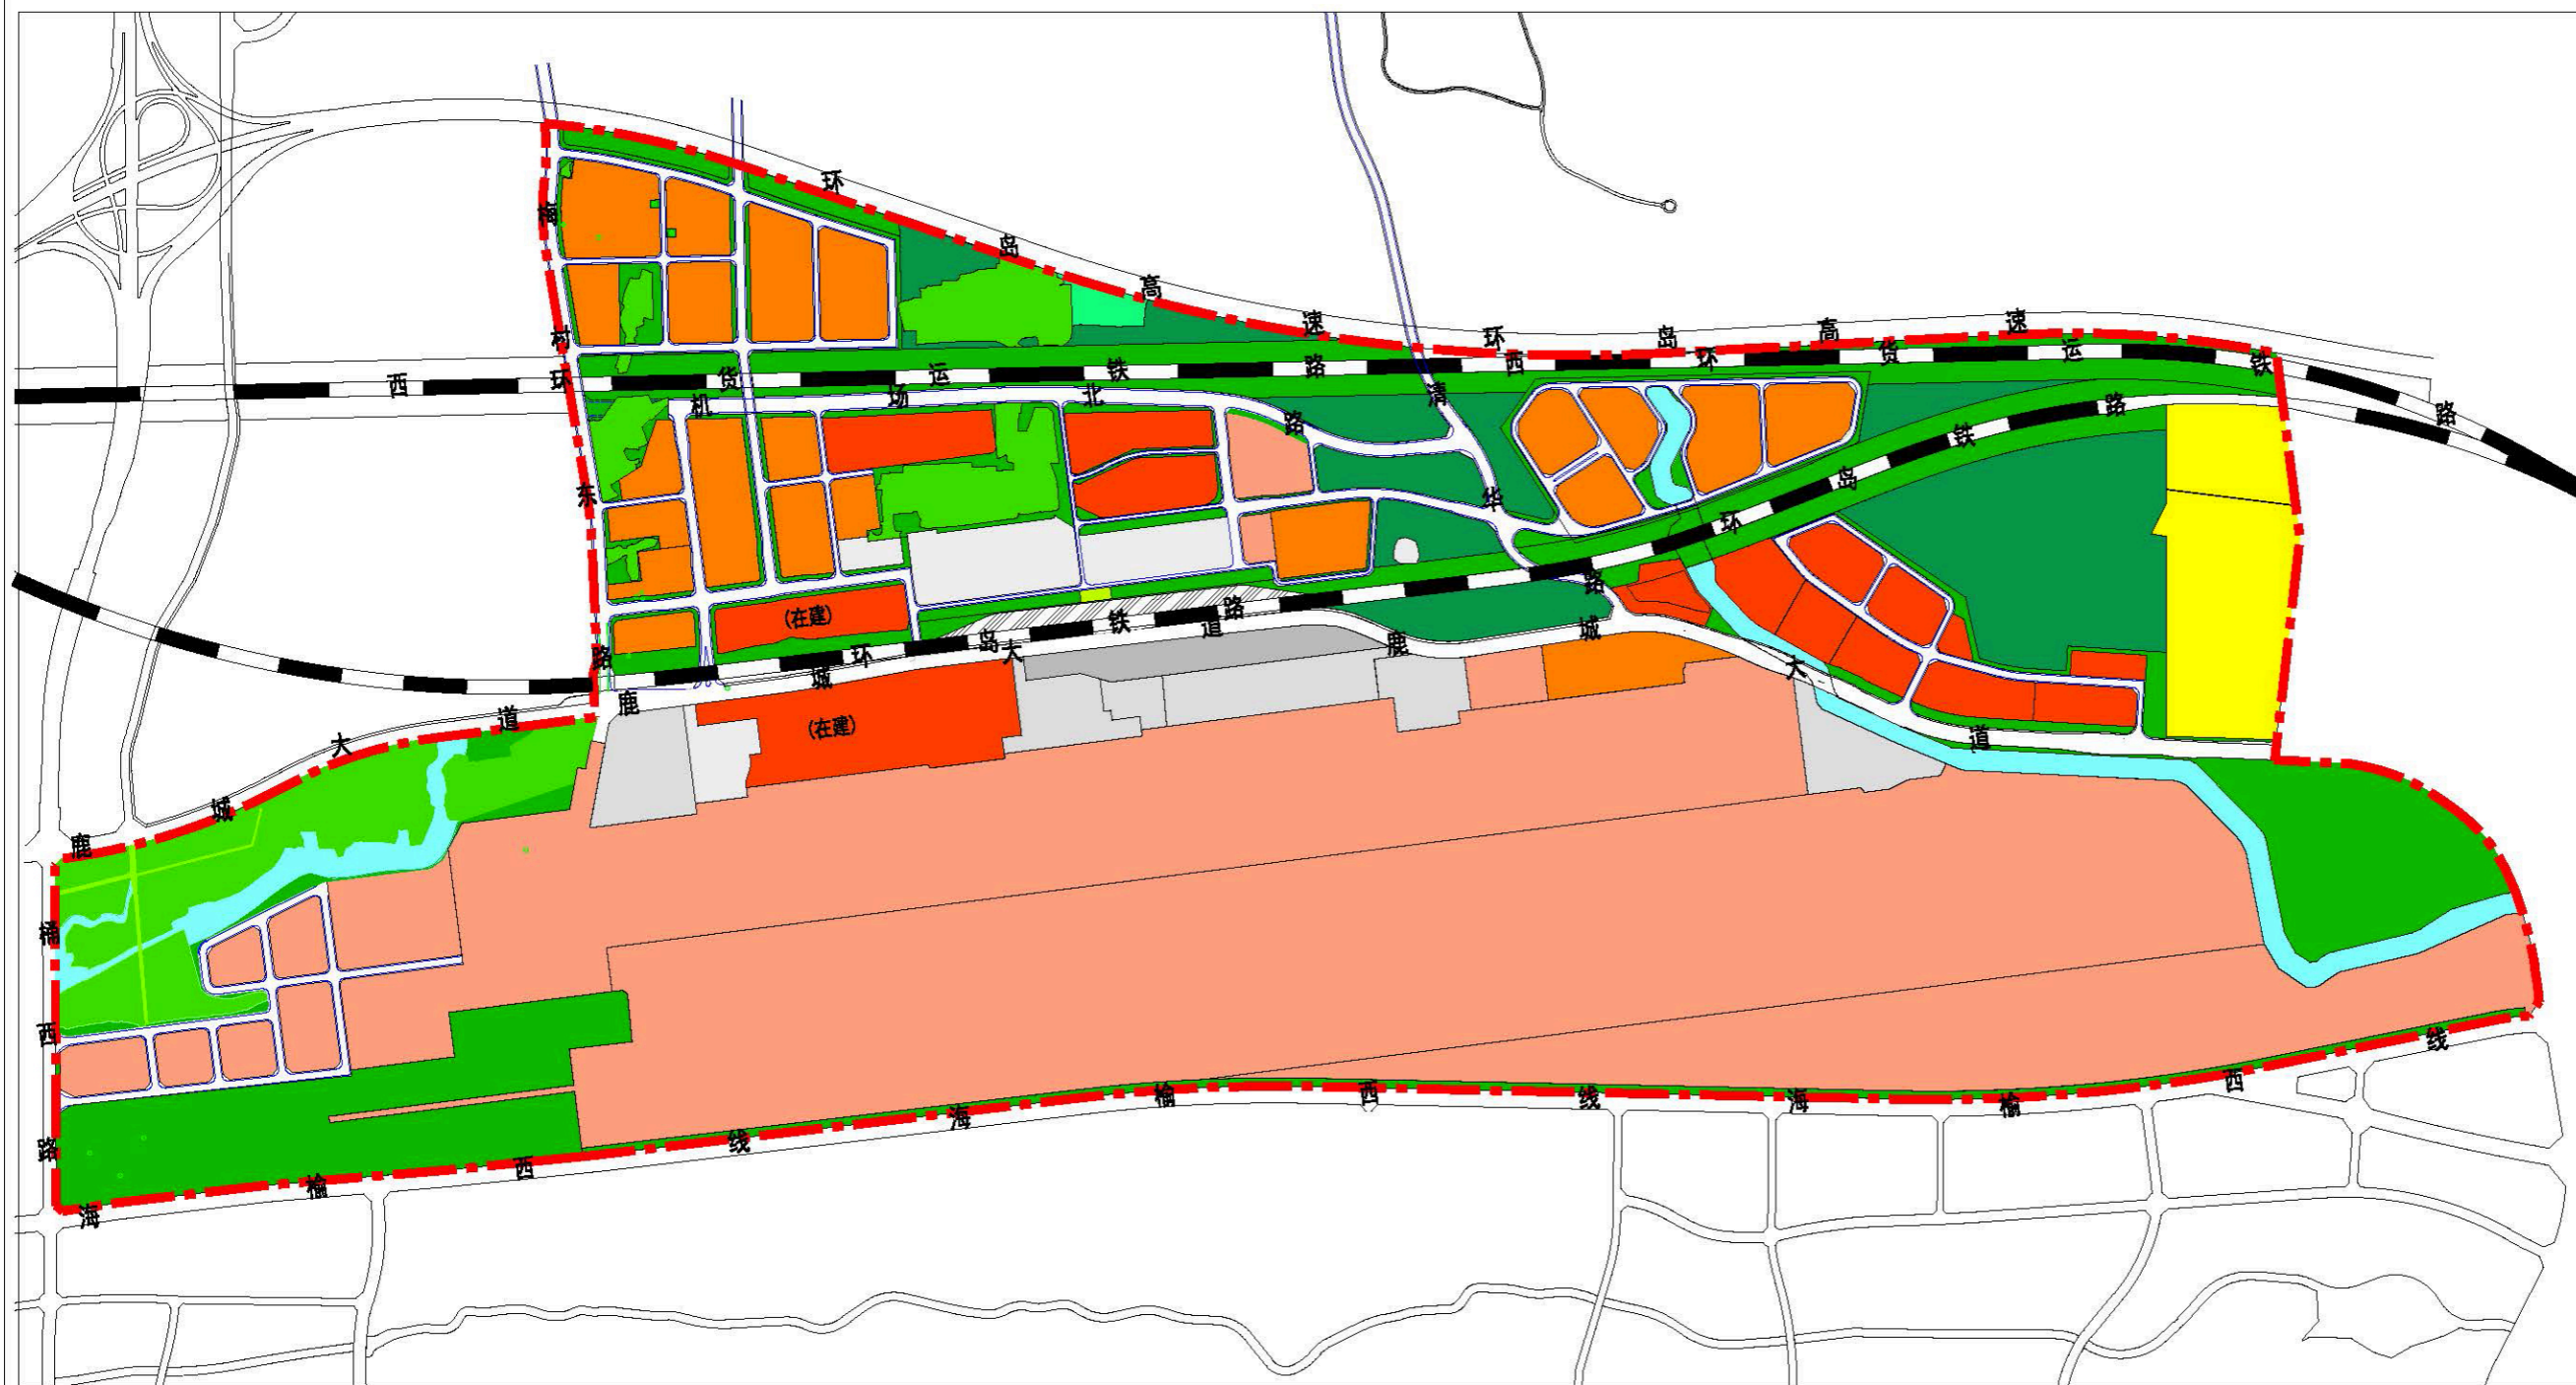 环岛高速环岛高速
西环货运铁路西环货运铁路
梅村东路
机场北路
清华路
环岛铁路环岛铁路
(在建)
鹿城大道鹿城大道鹿城大道
(在建)
桶西路
海榆西线海榆西线海榆西线